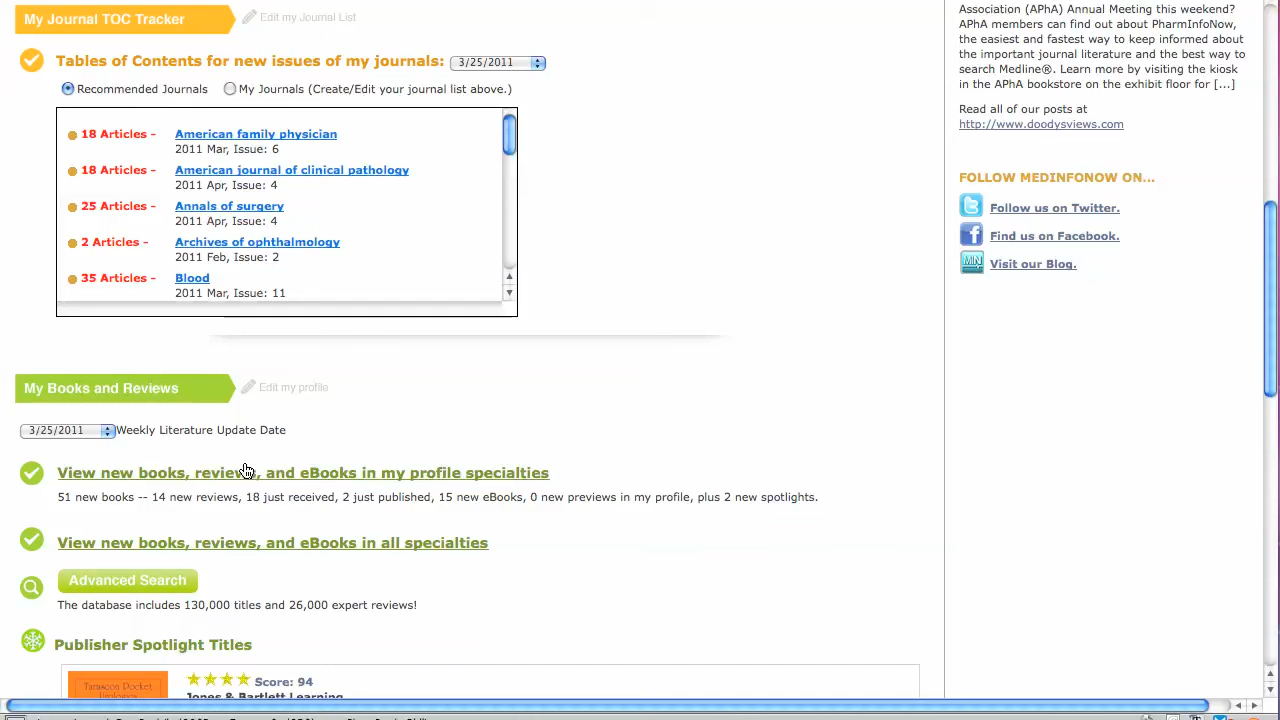 My Journal TOC Tracker
Edit my Journal List
Tables of Contents for new issues of my journals:
3/25/2011
Recommended Journals
My Journals (Create/Edit your journal list above.)
18 Articles -
American family physician
2011 Mar, Issue: 6
18 Articles -
American journal of clinical pathology
2011 Apr, Issue: 4
25 Articles -
Annals of surgery
2011 Apr, Issue: 4
2 Articles -
Archives of ophthalmology
2011 Feb, Issue: 2
35 Articles -
Blood
2011 Mar, Issue: 11
My Books and Reviews
Edit my profile
3/25/2011
Weekly Literature Update Date
View new books, reviews, and eBooks in my profile specialties
51 new books -- 14 new reviews, 18 just received, 2 just published, 15 new eBooks, 0 new previews in my profile, plus 2 new spotlights.
View new books, reviews, and eBooks in all specialties
Advanced Search
The database includes 130,000 titles and 26,000 expert reviews!
Publisher Spotlight Titles
Tarascon Pocket
Score: 94
Jones & Bartlett Learning
Association (APhA) Annual Meeting this weekend?
APhA members can find out about PharmInfoNow,
the easiest and fastest way to keep informed about
the important journal literature and the best way to
search Medline®. Learn more by visiting the kiosk
in the APhA bookstore on the exhibit floor for [...]
Read all of our posts at
http://www.doodysviews.com
FOLLOW MEDINFONOW ON...
Follow us on Twitter.
Find us on Facebook.
MIN
Visit our Blog.